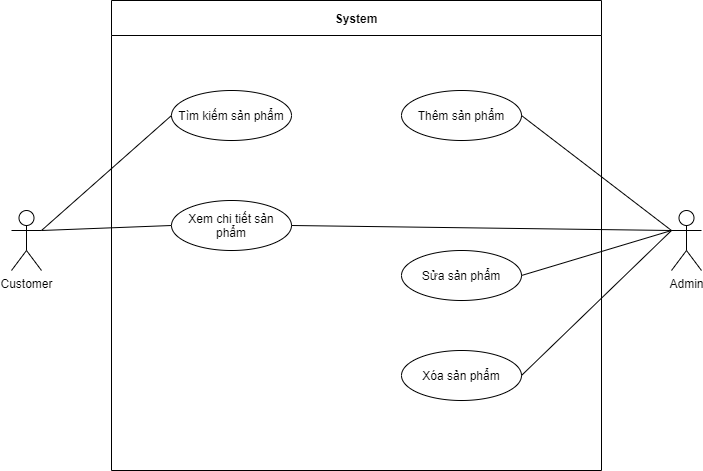 System
Tìm kiếm sản phẩm
Thêm sản phẩm
Xem chi tiết sản
phẩm
Customer
Admin
Sửa sản phẩm
Xóa sản phẩm